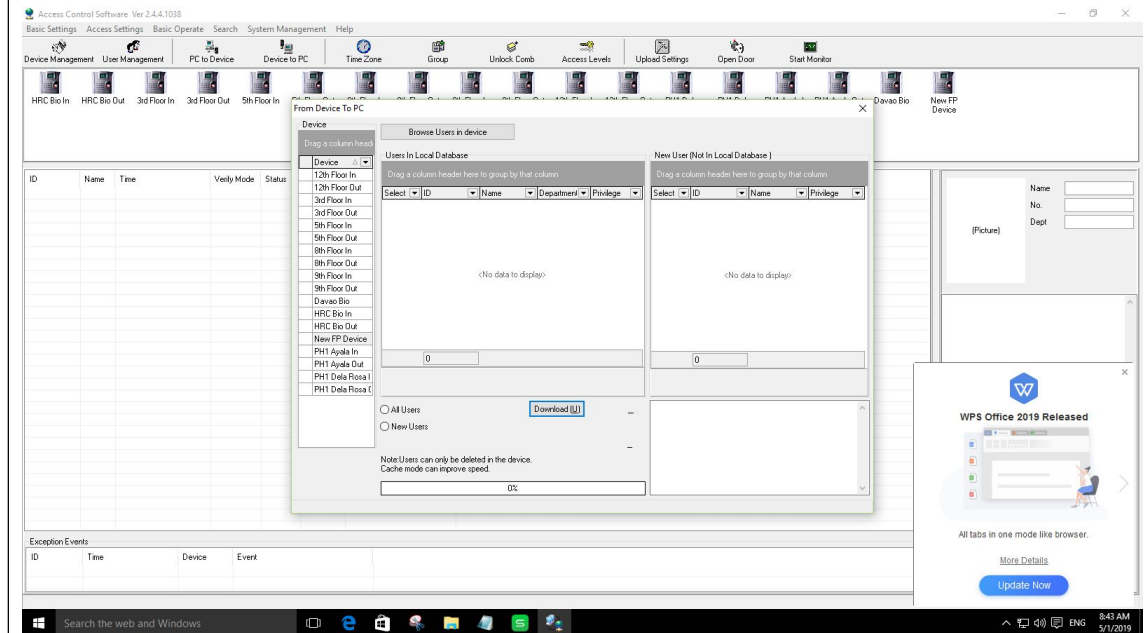 Access Control Software Ver 2.4.4.1038
Basic Settings Access Settings Basic Operate Search System Management Help
Device Management User Management PC to Device Device to PC Time Zone Group Unlock Comb Access Levels Upload Settings Open Door Start Monitor
HRC Bio In HRC Bio Out 3rd Floor In 3rd Floor Out 5th Floor In Davao Bio New FP Device
From Device To PC
Device
Drag a column head
Device
12th Floor In
12th Floor Out
3rd Floor In
3rd Floor Out
5th Floor In
5th Floor Out
8th Floor In
8th Floor Out
9th Floor In
9th Floor Out
Davao Bio
HRC Bio In
HRC Bio Out
New FP Device
PH1 Ayala In
PH1 Ayala Out
PH1 Dela Rosa I
PH1 Dela Rosa
Browse Users in device
Users In Local Database
Drag a column header here to group by that column
Select ID Name Department Privilege
<No data to display>
0
New User (Not In Local Database )
Drag a column header here to group by that column
Select ID Name Privilege
<No data to display>
0
All Users
New Users
Download (U)
Note:Users can only be deleted in the device.
Cache mode can improve speed.
0%
ID Name Time Verify Mode Status
(Picture)
Name
No.
Dept
WPS Office 2019 Released
All tabs in one mode like browser.
More Details
Update Now
Exception Events
ID Time Device Event
Search the web and Windows
ENG
8:43 AM
5/1/2019